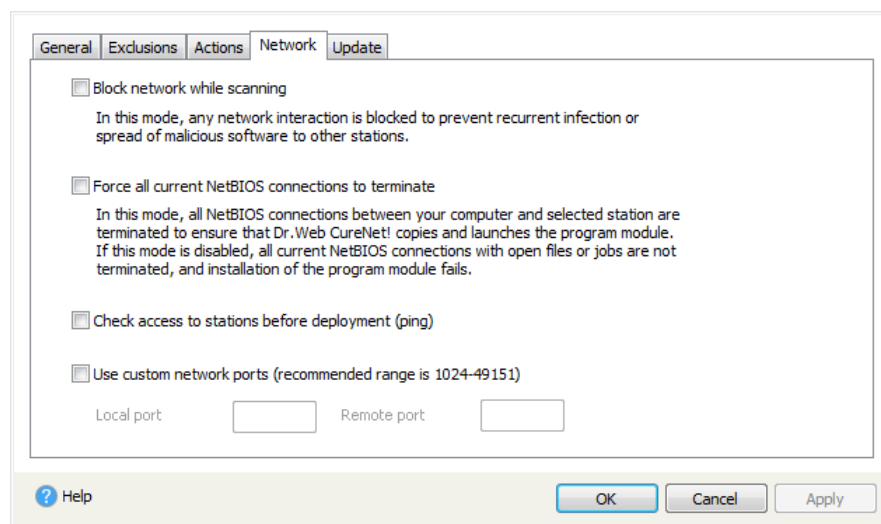 General Exclusions Actions Network Update
Block network while scanning
In this mode, any network interaction is blocked to prevent recurrent infection or
spread of malicious software to other stations.
Force all current NetBIOS connections to terminate
In this mode, all NetBIOS connections between your computer and selected station are
terminated to ensure that Dr.Web CureNet! copies and launches the program module.
If this mode is disabled, all current NetBIOS connections with open files or jobs are not
terminated, and installation of the program module fails.
Check access to stations before deployment (ping)
Use custom network ports (recommended range is 1024-49151)
Local port Remote port
? Help OK Cancel Apply